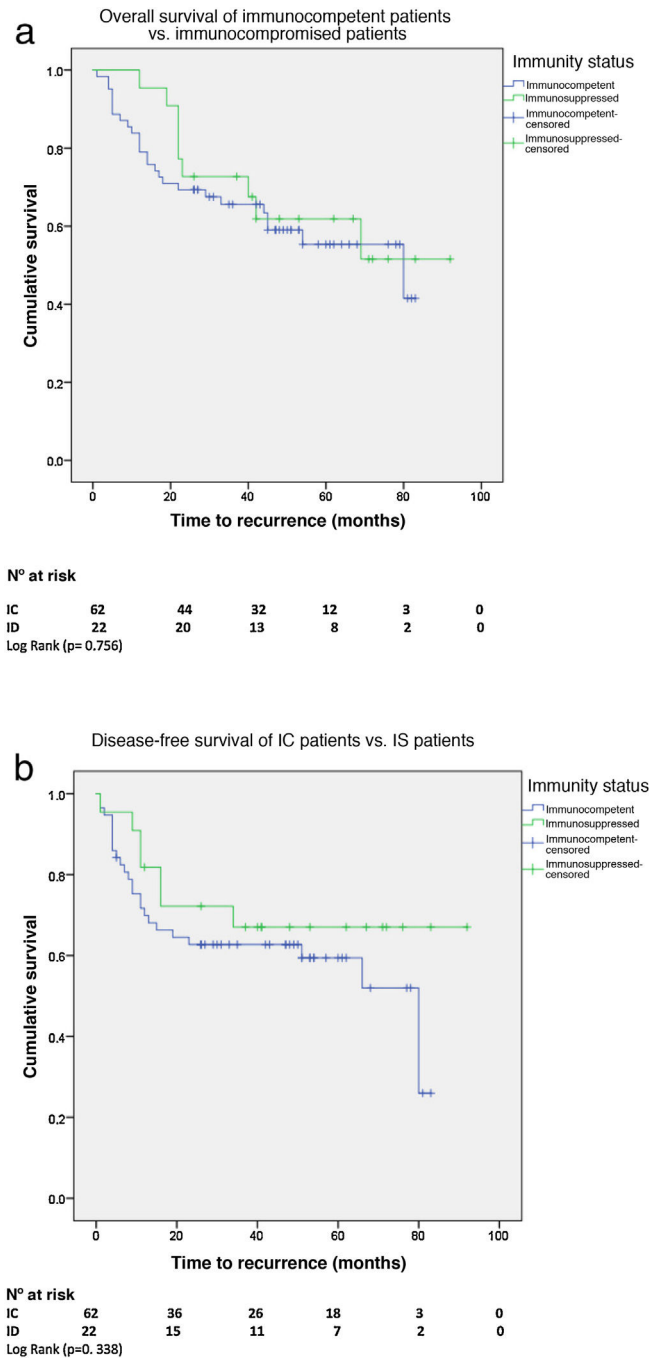 a
Overall survival of immunocompetent patients
vs. immunocompromised patients
Immunity status
Immunocompetent
Immunosuppressed
Immunocompetent-
censored
Immunosuppressed-
censored
Cumulative survival
1.0
0.8
0.6
0.4
0.2
0.0
0 20 40 60 80 100
Time to recurrence (months)
Nº at risk
IC 62 44 32 12 3 0
ID 22 20 13 8 2 0
Log Rank (p= 0.756)
b
Disease-free survival of IC patients vs. IS patients
Immunity status
Immunocompetent
Immunosuppressed
Immunocompetent-
censored
Immunosuppressed-
censored
Cumulative survival
1.0
0.8
0.6
0.4
0.2
0.0
0 20 40 60 80 100
Time to recurrence (months)
Nº at risk
IC 62 36 26 18 3 0
ID 22 15 11 7 2 0
Log Rank (p=0. 338)